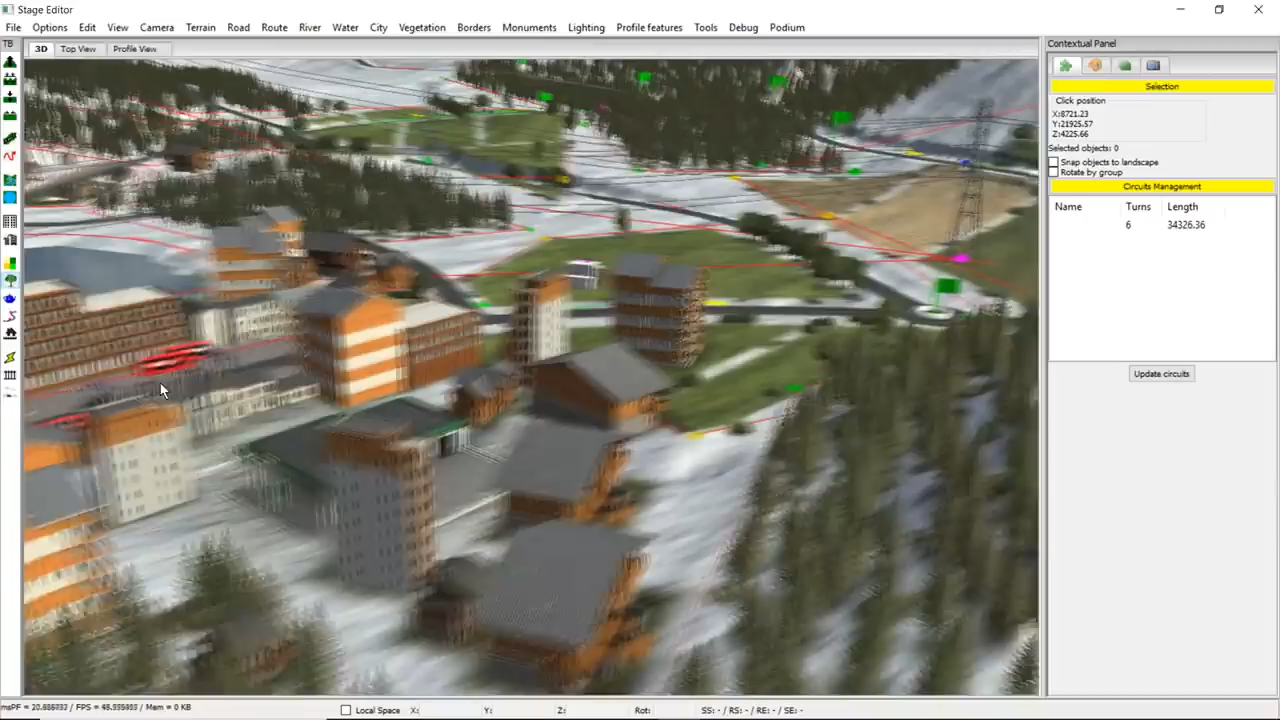 Stage Editor
File Options Edit View Camera Terrain Road Route River Water City Vegetation Borders Monuments Lighting Profile features Tools Debug Podium
TB
3D Top View Profile View
Contextual Panel
Selection
Click position
X:8721.23
Y:21925.57
Z:4225.66
Selected objects: 0
Snap objects to landscape
Rotate by group
Circuits Management
Name Turns Length
6 34326.36
Update circuits
Local Space X: Y: Z: Rot: SS: - / RS: - / RE: - / SE: -